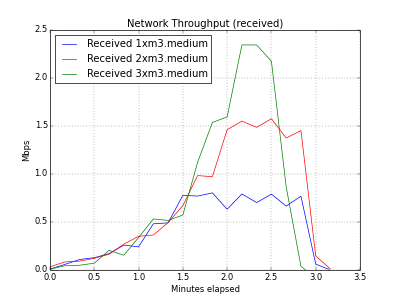 Network Throughput (received)
2.5
2.0
1.5
1.0
0.5
0.0
Mbps
Received 1xm3.medium
Received 2xm3.medium
Received 3xm3.medium
0.0 0.5 1.0 1.5 2.0 2.5 3.0 3.5
Minutes elapsed